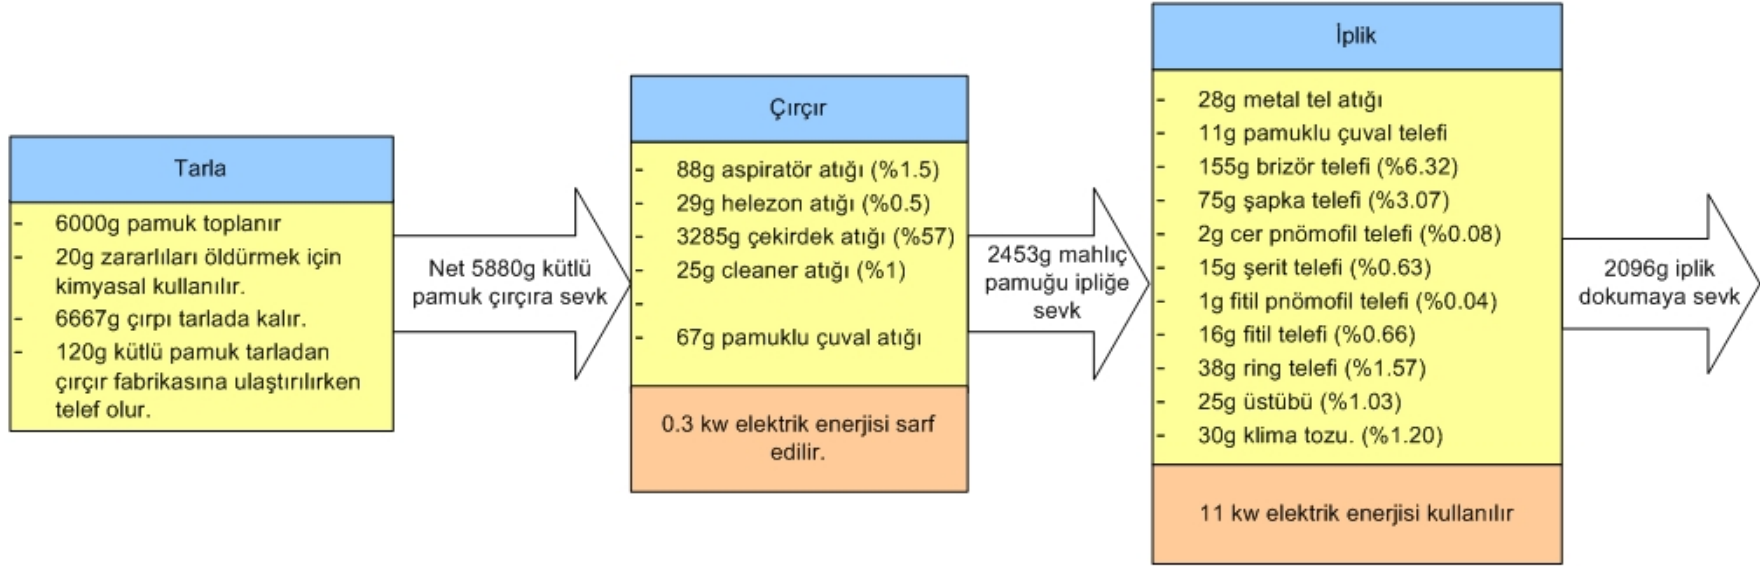 Tarla
- 6000g pamuk toplanır
- 20g zararlıları öldürmek için
kimyasal kullanılır.
- 6667g çırpı tarlada kalır.
- 120g kütlü pamuk tarladan
çırçır fabrikasına ulaştırılırken
telef olur.
Net 5880g kütlü
pamuk çırçıra sevk
Çırçır
- 88g aspiratör atığı (%1.5)
- 29g helezon atığı (%0.5)
- 3285g çekirdek atığı (%57)
- 25g cleaner atığı (%1)
-
- 67g pamuklu çuval atığı
0.3 kw elektrik enerjisi sarf
edilir.
2453g mahlıç
pamuğu ipliğe
sevk
İplik
- 28g metal tel atığı
- 11g pamuklu çuval telefi
- 155g brizör telefi (%6.32)
- 75g şapka telefi (%3.07)
- 2g cer pnömofil telefi (%0.08)
- 15g şerit telefi (%0.63)
- 1g fitil pnömofil telefi (%0.04)
- 16g fitil telefi (%0.66)
- 38g ring telefi (%1.57)
- 25g üstübü (%1.03)
- 30g klima tozu. (%1.20)
11 kw elektrik enerjisi kullanılır
2096g iplik
dokumaya sevk